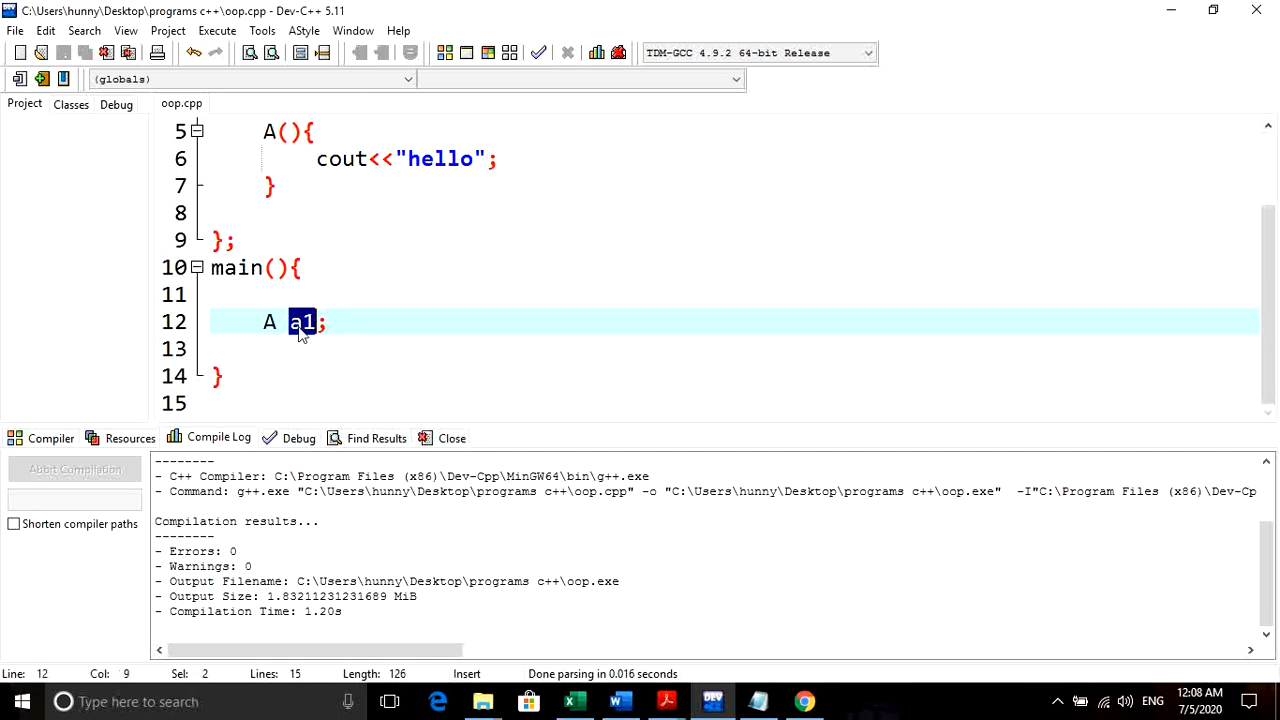 C:\Users\hunny\Desktop\programs c++\oop.cpp - Dev-C++ 5.11
File Edit Search View Project Execute Tools AStyle Window Help
TDM-GCC 4.9.2 64-bit Release
(globals)
Project Classes Debug oop.cpp
5 A(){
6 cout<<"hello";
7 }
8
9 };
10 main(){
11
12 A a1;
13
14 }
15
Compiler Resources Compile Log Debug Find Results Close
Abort Compilation
Shorten compiler paths
--------
- C++ Compiler: C:\Program Files (x86)\Dev-Cpp\MinGW64\bin\g++.exe
- Command: g++.exe "C:\Users\hunny\Desktop\programs c++\oop.cpp" -o "C:\Users\hunny\Desktop\programs c++\oop.exe" -I"C:\Program Files (x86)\Dev-Cp
Compilation results...
--------
- Errors: 0
- Warnings: 0
- Output Filename: C:\Users\hunny\Desktop\programs c++\oop.exe
- Output Size: 1.83211231231689 MiB
- Compilation Time: 1.20s
Line: 12 Col: 9 Sel: 2 Lines: 15 Length: 126 Insert Done parsing in 0.016 seconds
Type here to search
DEV
ENG
12:08 AM
7/5/2020